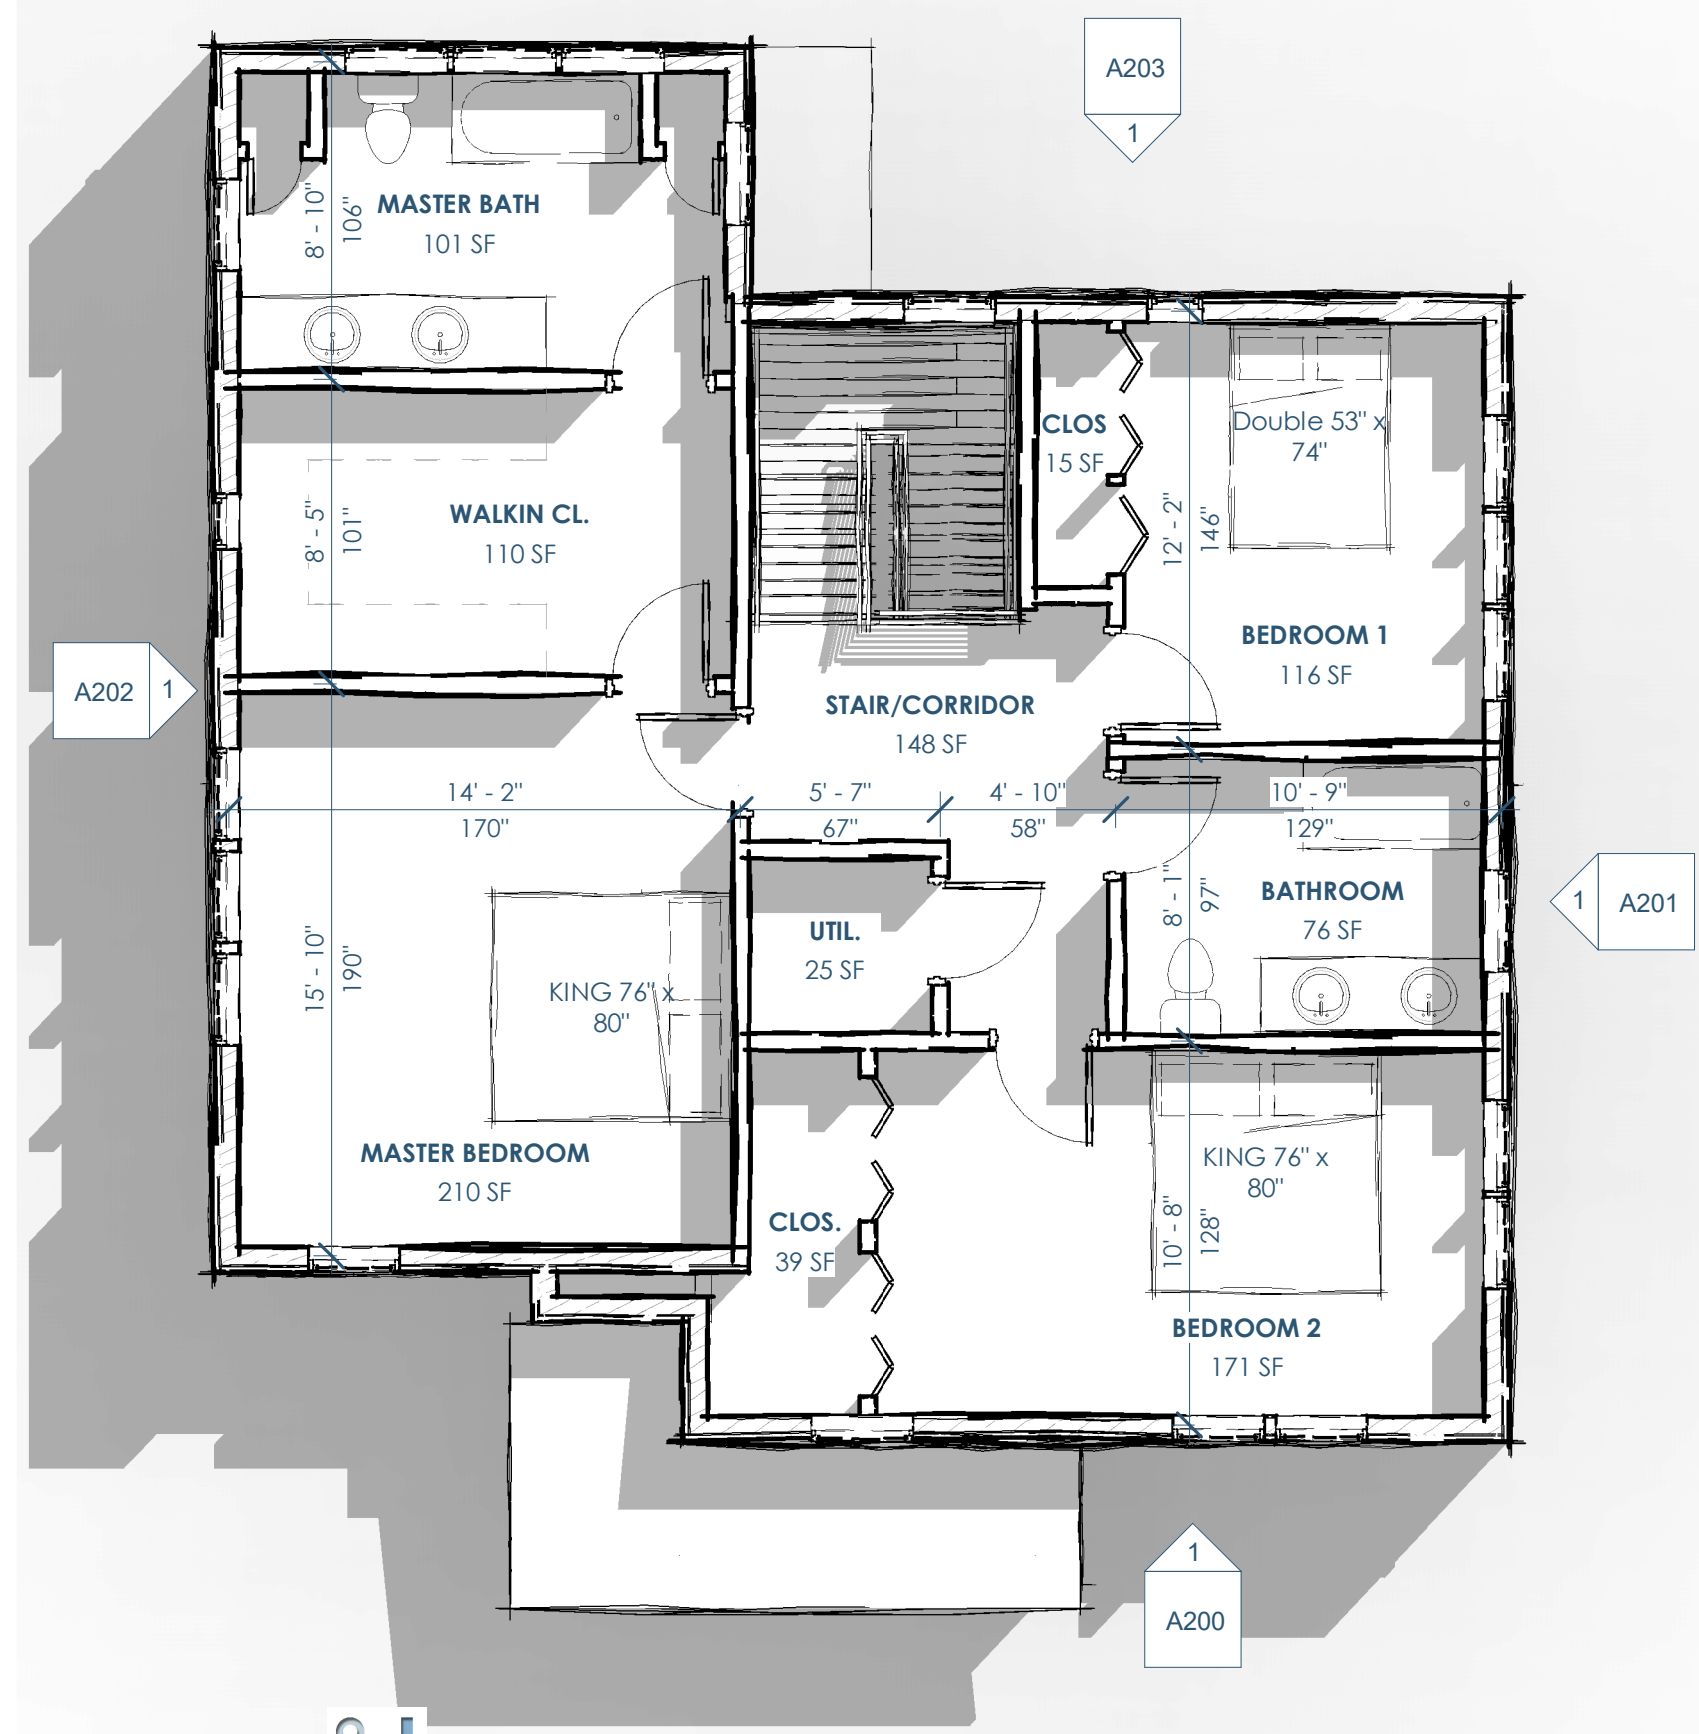 A203
1
MASTER BATH
101 SF
8' - 10"
106"
WALKIN CL.
110 SF
8' - 5"
101"
CLOS
15 SF
Double 53" x
74"
12' - 2"
146"
BEDROOM 1
116 SF
A202
1
STAIR/CORRIDOR
148 SF
14' - 2"
170"
5' - 7"
67"
4' - 10"
58"
10' - 9"
129"
UTIL.
25 SF
8' - 1"
97"
BATHROOM
76 SF
1
A201
15' - 10"
190"
KING 76" x
80"
MASTER BEDROOM
210 SF
CLOS.
39 SF
KING 76" x
80"
10' - 8"
128"
BEDROOM 2
171 SF
1
A200